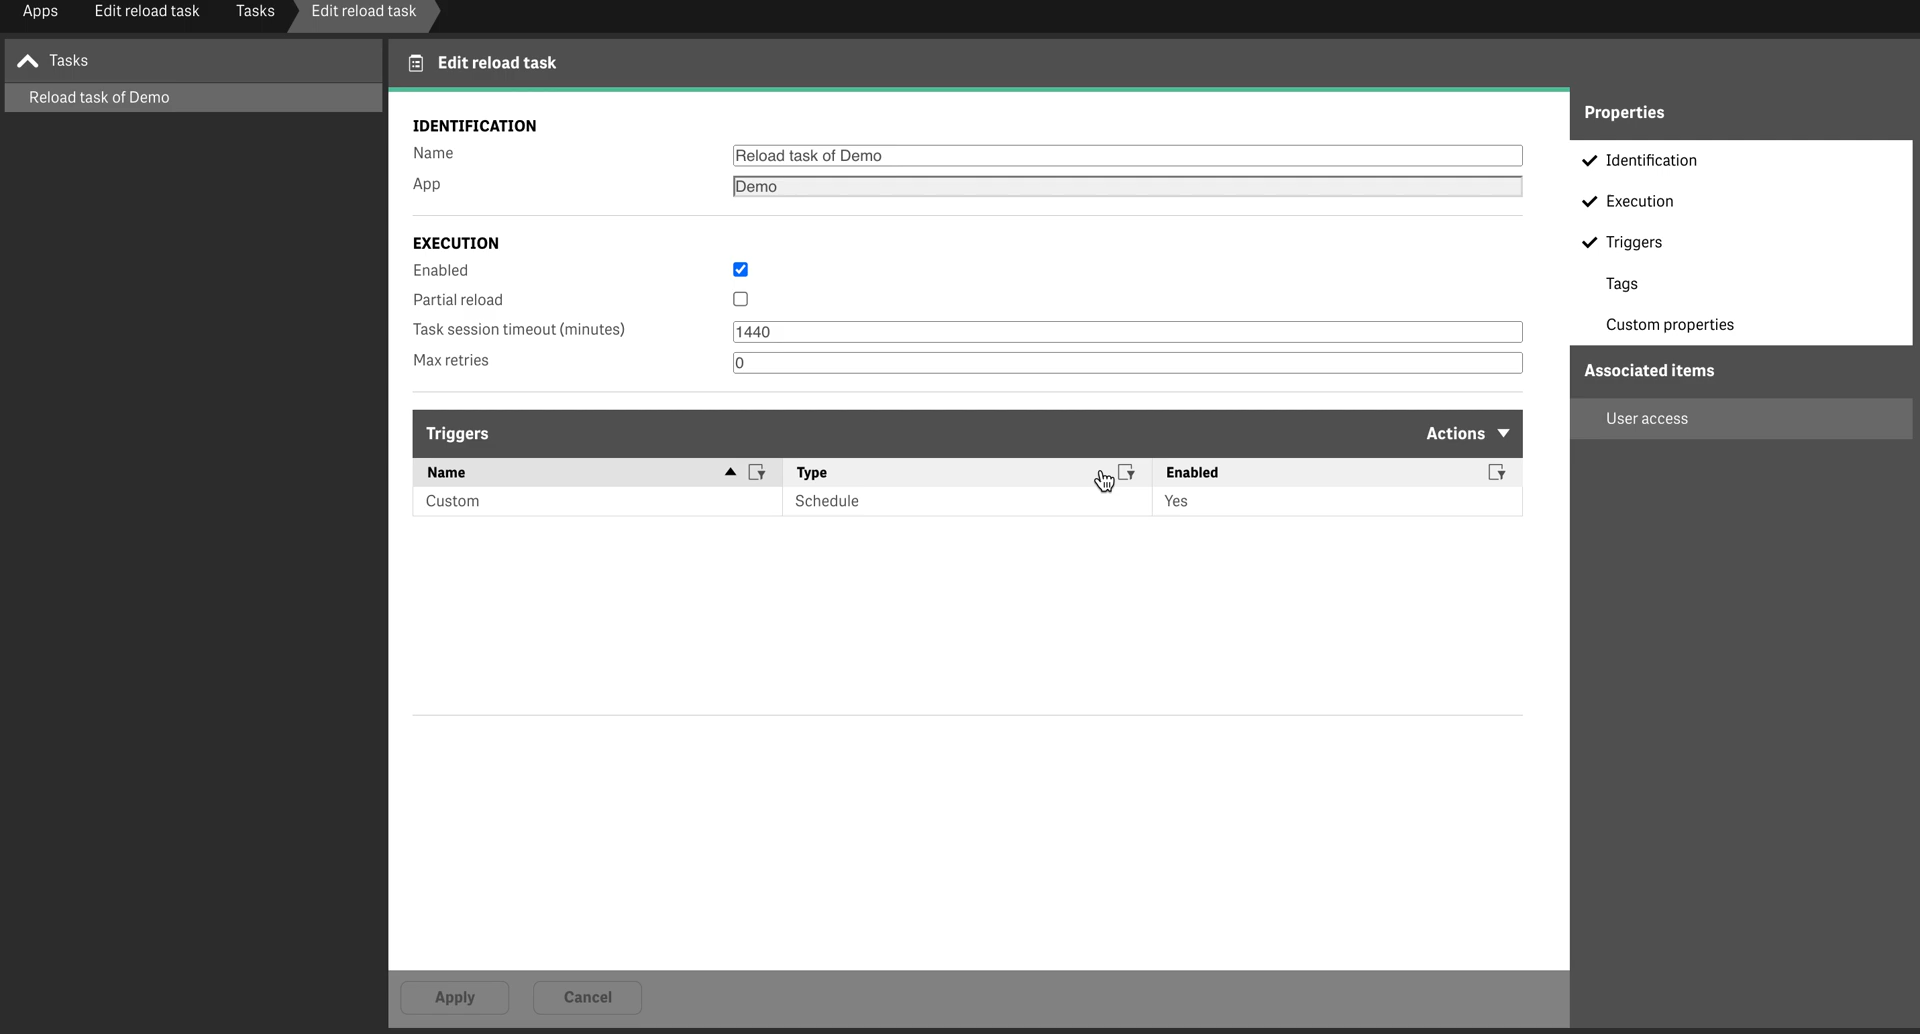 Apps Edit reload task Tasks Edit reload task
Tasks
Reload task of Demo
Edit reload task
IDENTIFICATION
Name Reload task of Demo
App Demo
EXECUTION
Enabled
Partial reload
Task session timeout (minutes) 1440
Max retries 0
Triggers Actions
Name Type Enabled
Custom Schedule Yes
Apply Cancel
Properties
Identification
Execution
Triggers
Tags
Custom properties
Associated items
User access